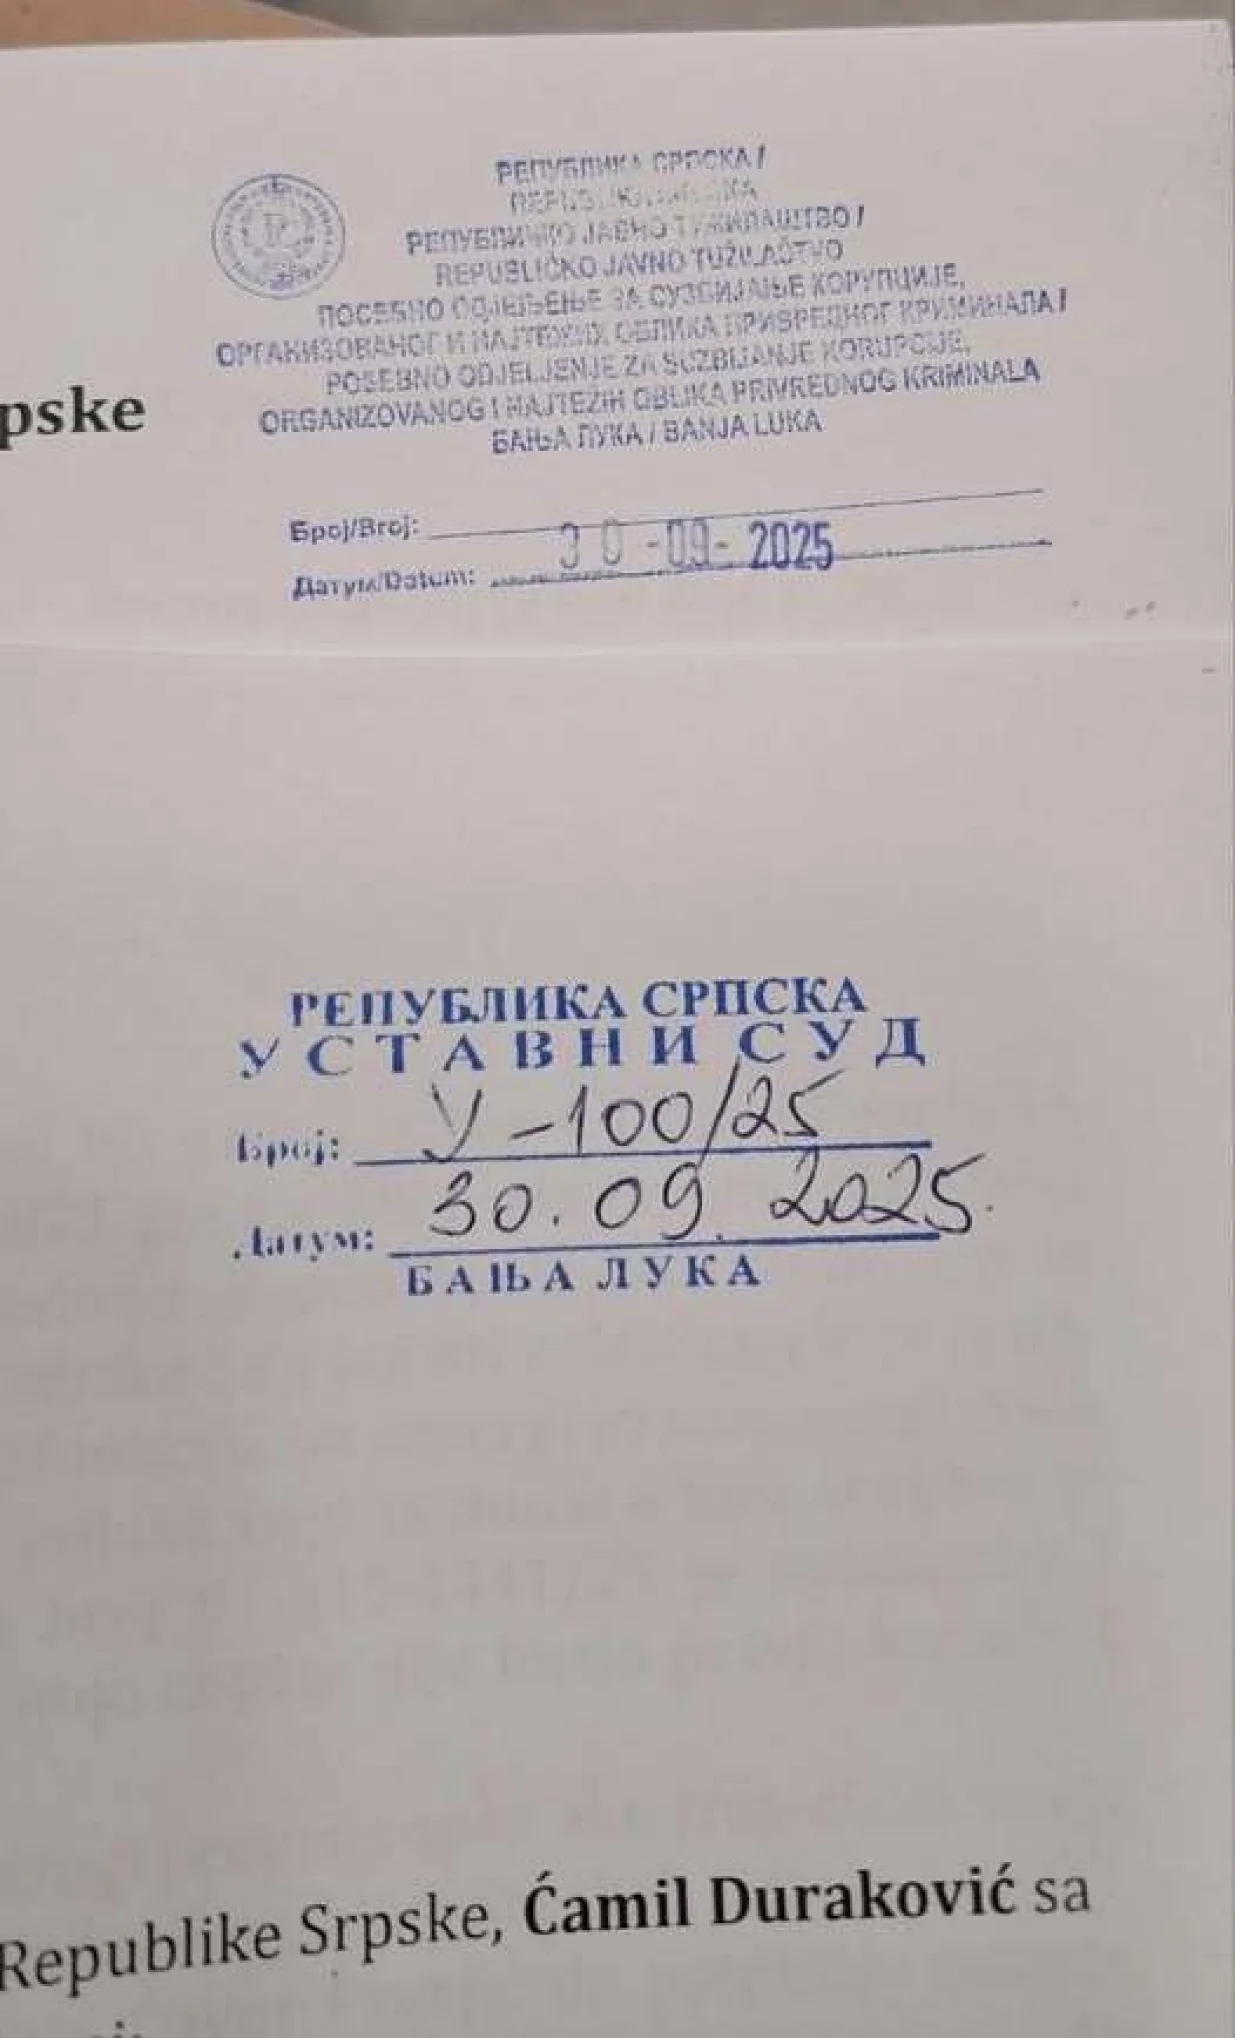 РЕПУБЛИКА СРПСКА /
REPUBLIKA SRPSKA
РЕПУБЛИЧКО ЈАВНО ТУЖИЛАШТВО /
REPUBLIČKO JAVNO TUŽILAŠTVO
ПОСЕБНО ОДЈЕЉЕЊЕ ЗА СУЗБИЈАЊЕ КОРУПЦИЈЕ,
ОРГАНИЗОВАНОГ И НАЈТЕЖИХ ОБЛИКА ПРИВРЕДНОГ КРИМИНАЛА /
POSEBNO ODJELJENJE ZA SUZBIJANJE KORUPCIJE,
ORGANIZOVANOG I NAJTEŽIH OBLIKA PRIVREDNOG KRIMINALA
БАЊА ЛУКА / BANJA LUKA
pske
Број/Broj:
Датум/Datum: 30 -09- 2025
РЕПУБЛИКА СРПСКА
УСТАВНИ СУД
Број: У-100/25
Датум: 30.09.2025.
БАЊА ЛУКА
Republike Srpske, Ćamil Duraković sa